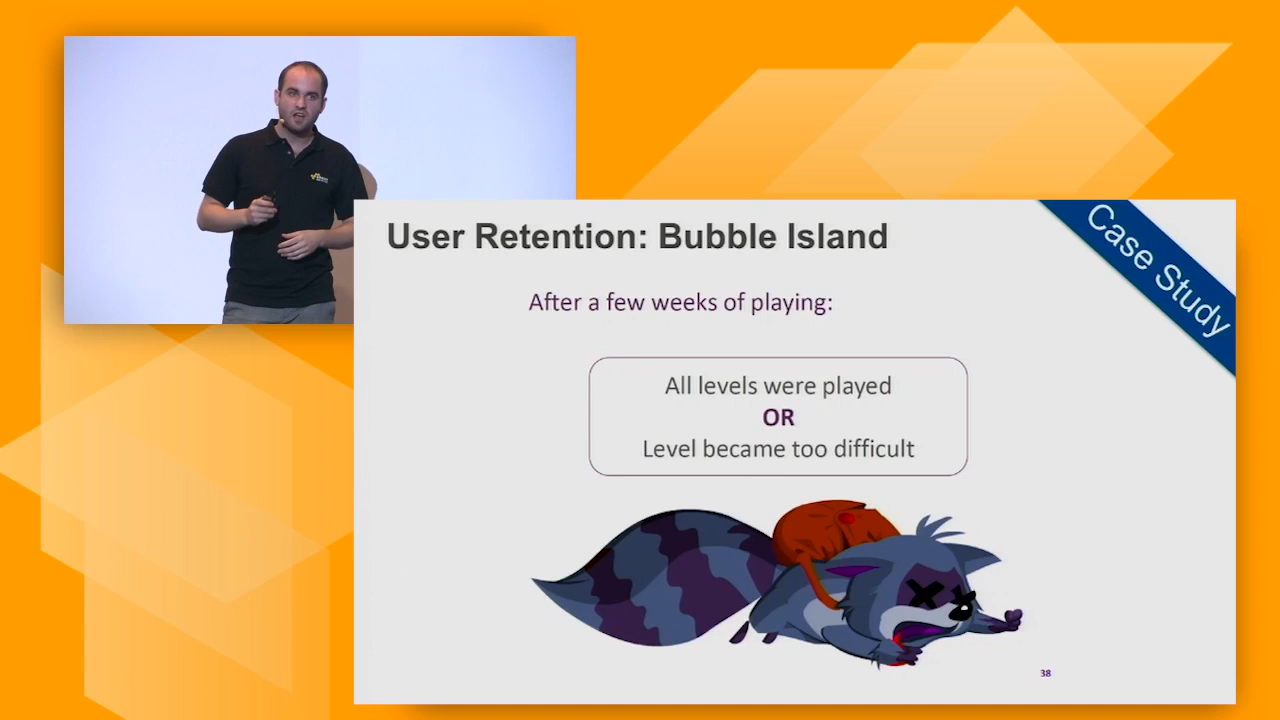 User Retention: Bubble Island
Case Study
After a few weeks of playing:
All levels were played
OR
Level became too difficult
38